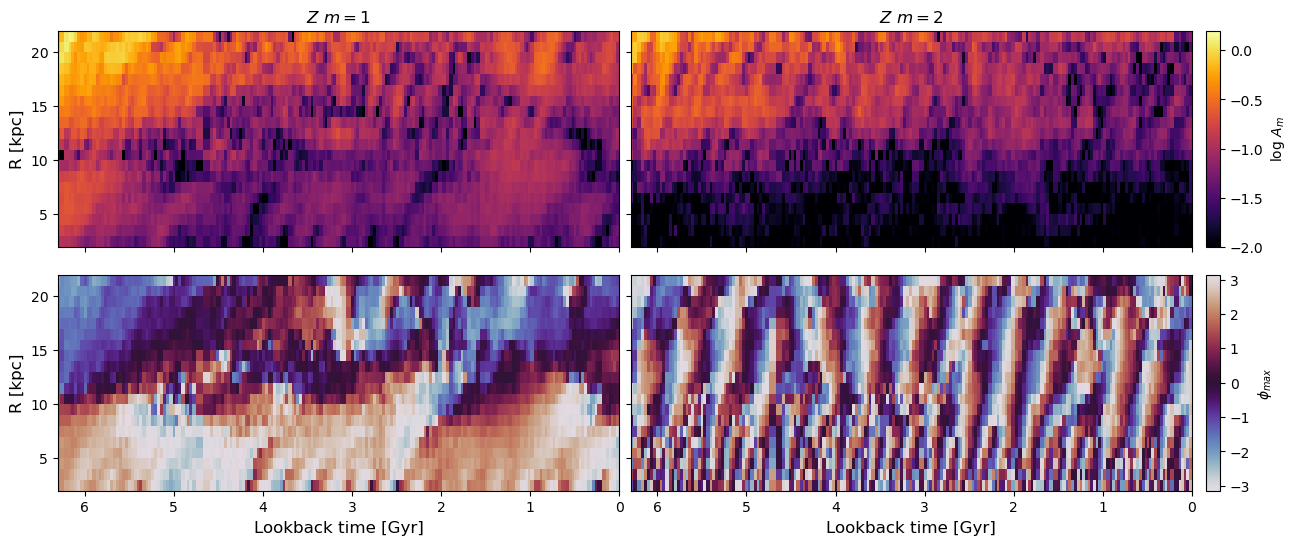 Z m = 1
Z m = 2
R [kpc]
20
15
10
5
0.0
−0.5
−1.0
−1.5
−2.0
log A_m
R [kpc]
20
15
10
5
3
2
1
0
−1
−2
−3
ϕ_max
6 5 4 3 2 1 0
6 5 4 3 2 1 0
Lookback time [Gyr]
Lookback time [Gyr]